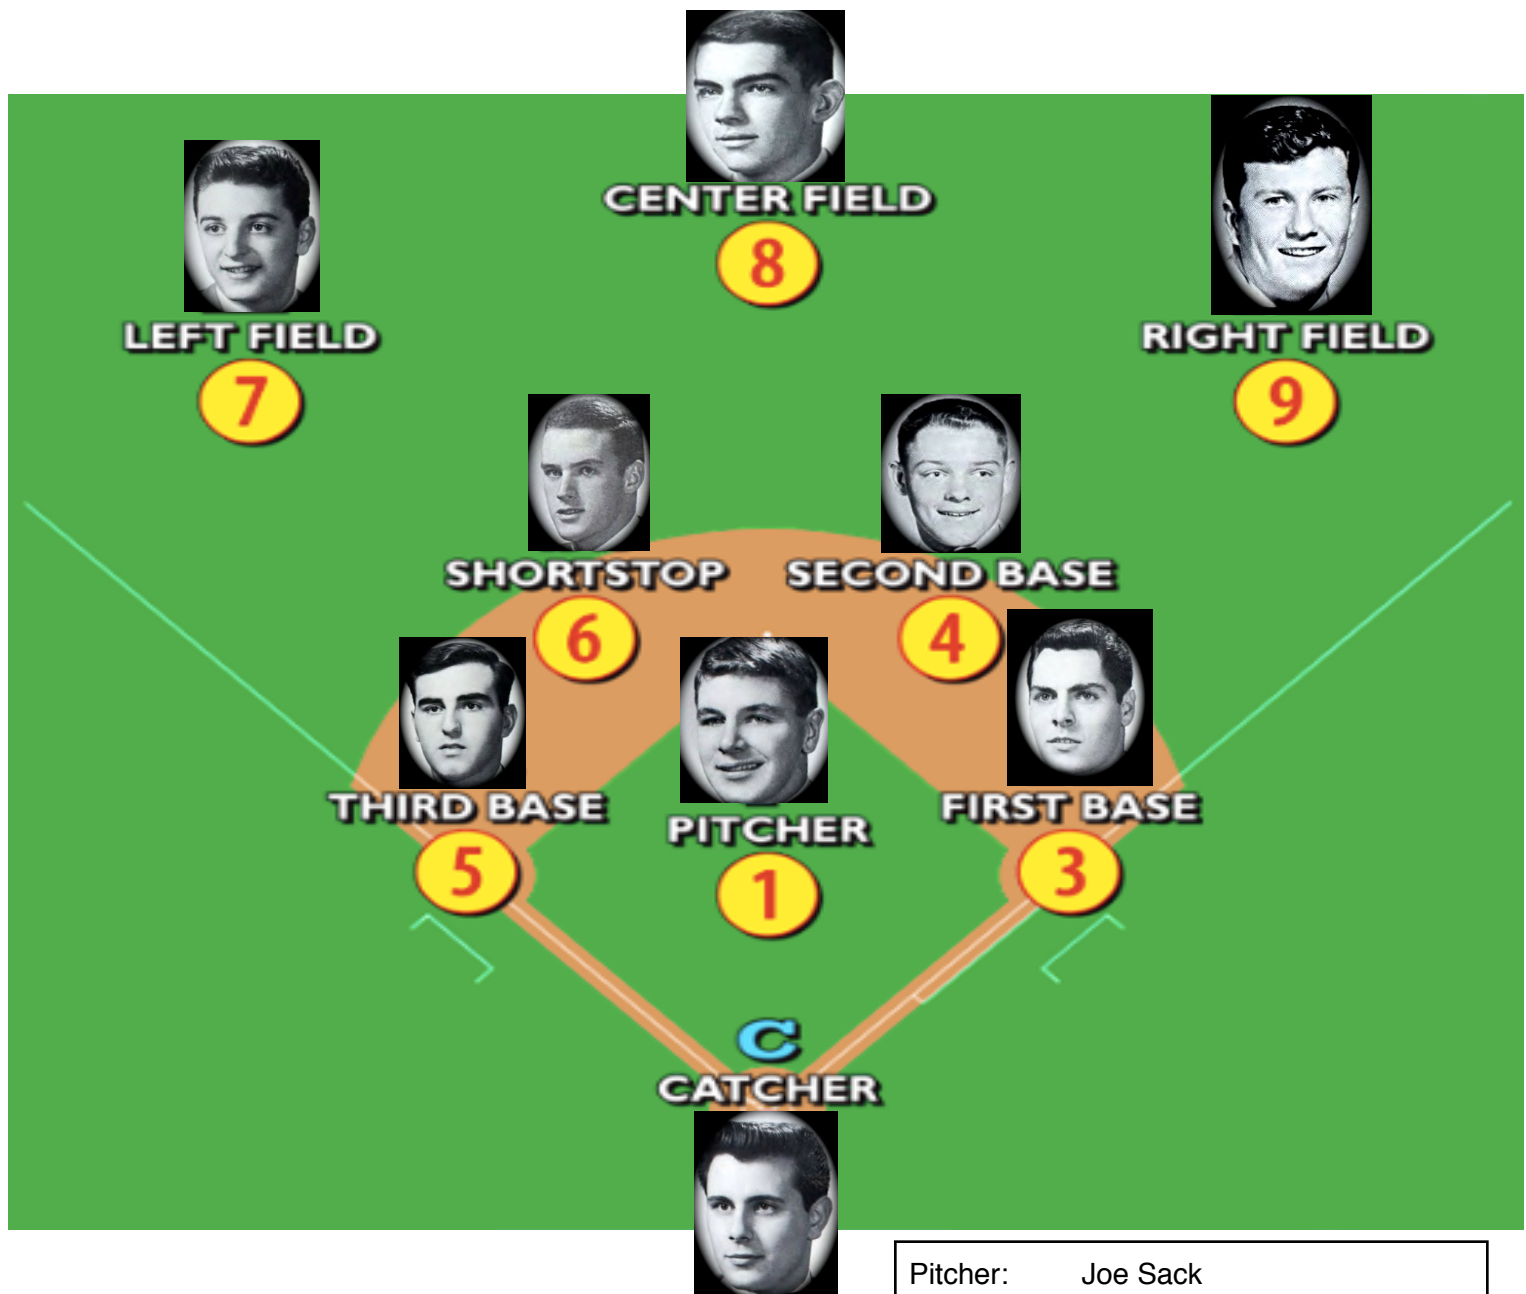 CENTER FIELD
8
LEFT FIELD
7
RIGHT FIELD
9
SHORTSTOP
6
SECOND BASE
4
THIRD BASE
5
PITCHER
1
FIRST BASE
3
C
CATCHER
Pitcher: Joe Sack